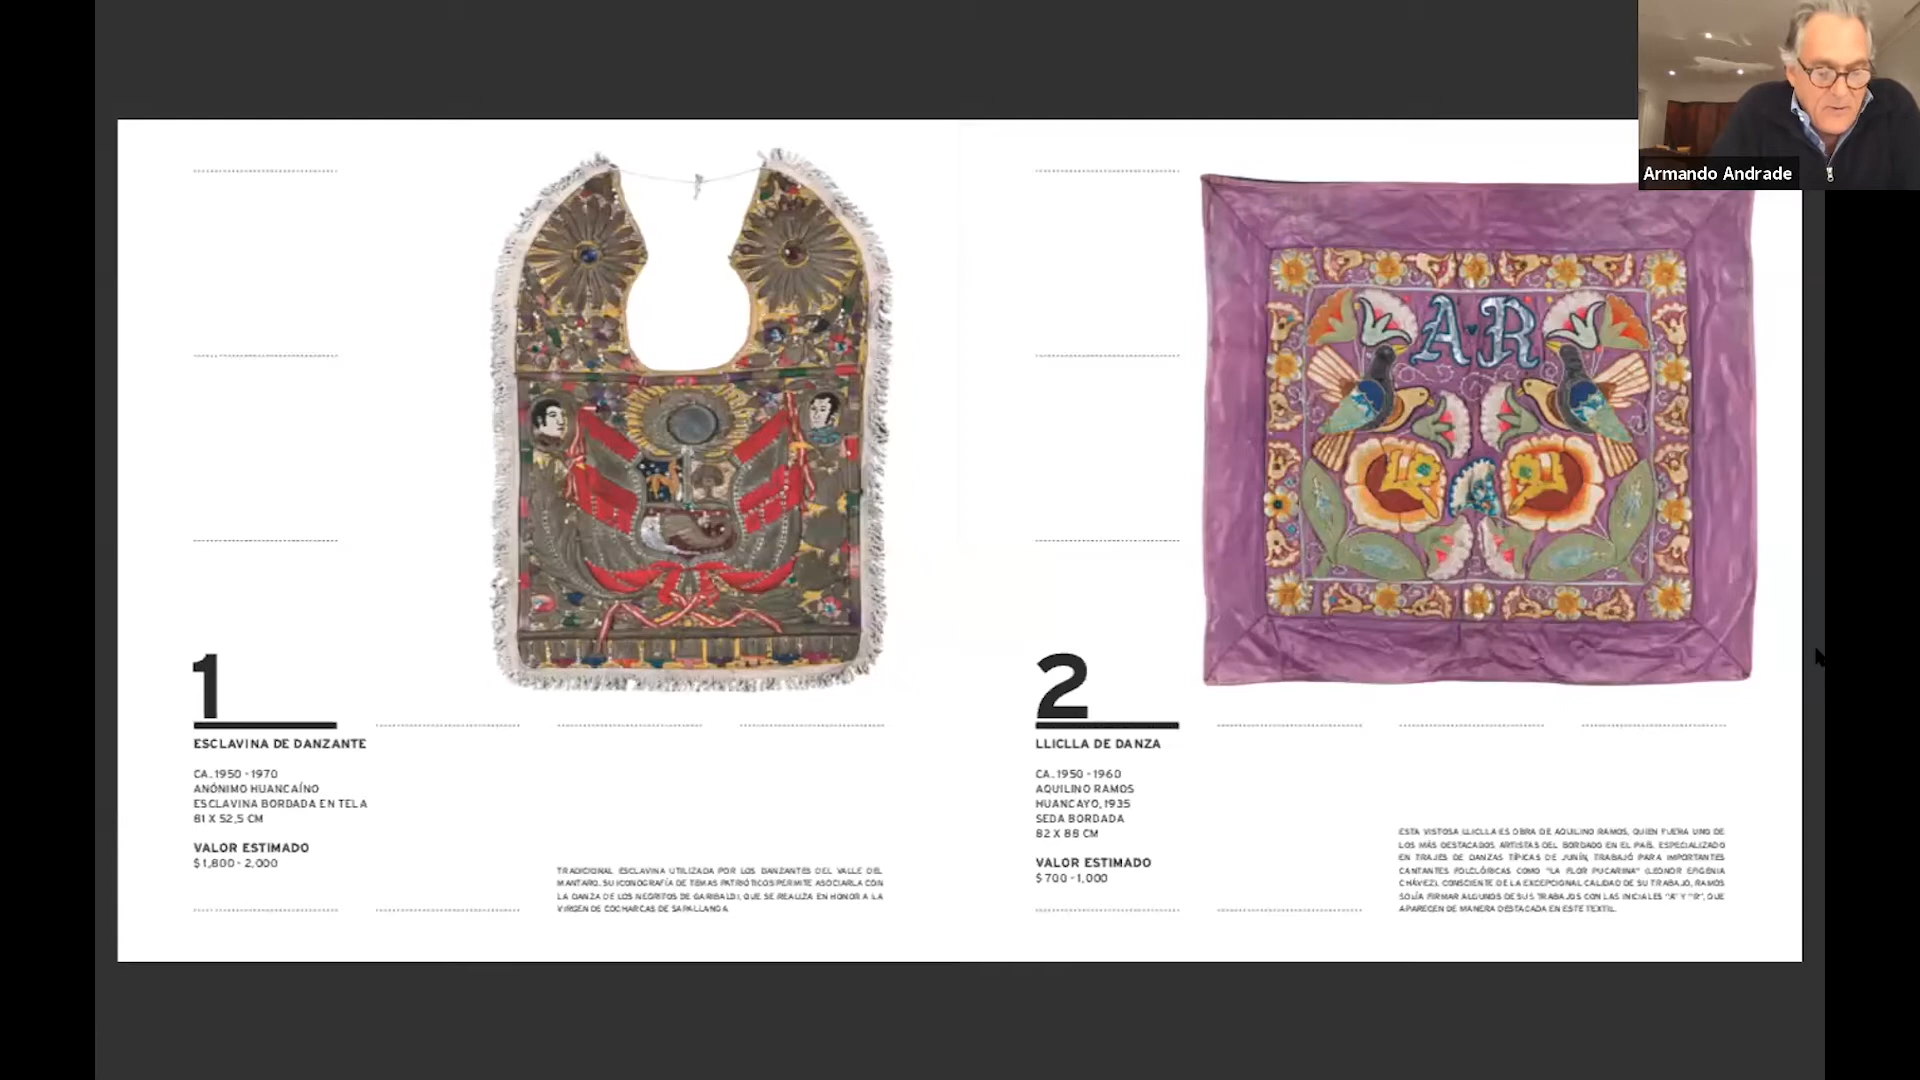 Armando Andrade
A R
1
ESCLAVINA DE DANZANTE
CA. 1950 - 1970
ANÓNIMO HUANCAÍNO
ESCLAVINA BORDADA EN TELA
81 X 52,5 CM
VALOR ESTIMADO
$ 1,800 - 2,000
TRADICIONAL ESCLAVINA UTILIZADA POR LOS DANZANTES DEL VALLE DEL
MANTARO. SU ICONOGRAFÍA DE TEMAS PATRIÓTICOS PERMITE ASOCIARLA CON
LA DANZA DE LOS NEGRITOS DE GARIBALDI, QUE SE REALIZA EN HONOR A LA
VIRGEN DE COCHARCAS DE SAPALLANGA.
2
LLICLLA DE DANZA
CA. 1950 - 1960
AQUILINO RAMOS
HUANCAYO, 1935
SEDA BORDADA
82 X 88 CM
VALOR ESTIMADO
$ 700 - 1,000
ESTA VISTOSA LLICLLA ES OBRA DE AQUILINO RAMOS, QUIEN FUERA UNO DE
LOS MÁS DESTACADOS ARTISTAS DEL BORDADO EN EL PAÍS. ESPECIALIZADO
EN TRAJES DE DANZAS TÍPICAS DE JUNÍN, TRABAJÓ PARA IMPORTANTES
CANTANTES FOLCLÓRICAS COMO "LA FLOR PUCARINA" (LEONOR EFIGENIA
CHÁVEZ). CONSCIENTE DE LA EXCEPCIONAL CALIDAD DE SU TRABAJO, RAMOS
SOLÍA FIRMAR ALGUNOS DE SUS TRABAJOS CON LAS INICIALES "A" Y "R", QUE
APARECEN DE MANERA DESTACADA EN ESTE TEXTIL.